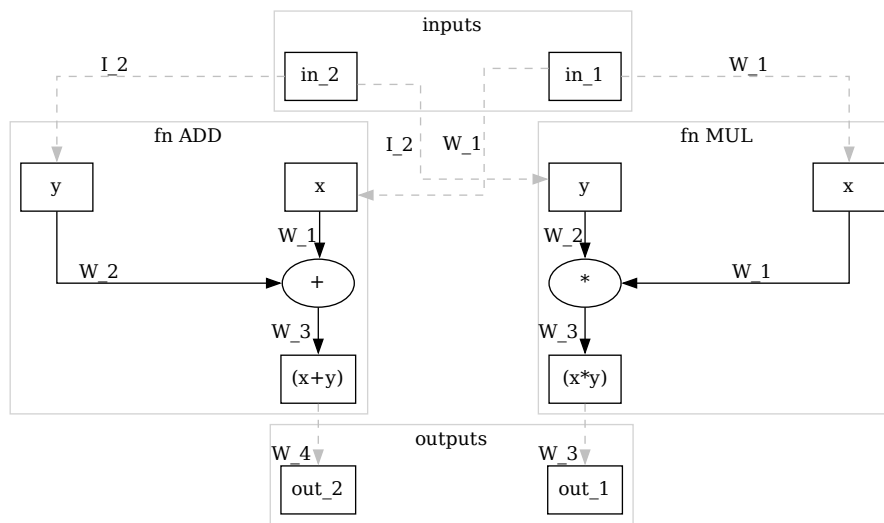 inputs
in_2
in_1
I_2
W_1
I_2
W_1
fn ADD
fn MUL
y
x
y
x
W_1
W_2
W_2
W_1
+
*
W_3
W_3
(x+y)
(x*y)
outputs
W_4
W_3
out_2
out_1